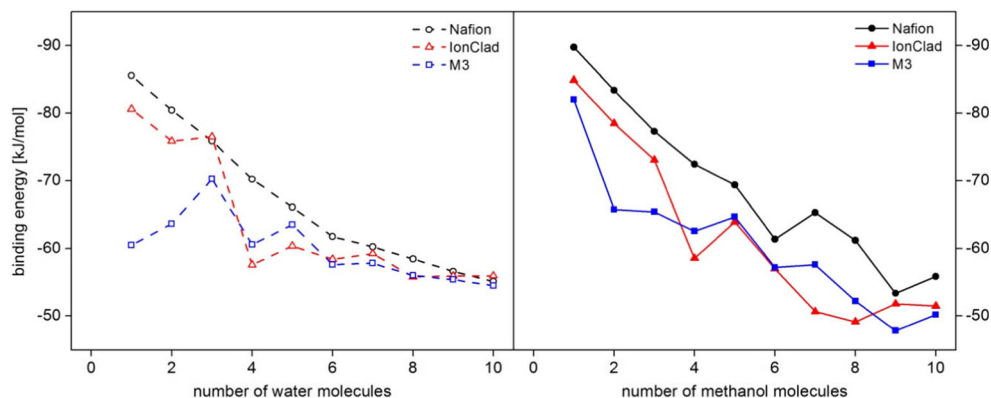 Nafion
IonClad
M3
-90
-80
-70
-60
-50
binding energy [kJ/mol]
0 2 4 6 8 10
number of water molecules
Nafion
IonClad
M3
-90
-80
-70
-60
-50
0 2 4 6 8 10
number of methanol molecules